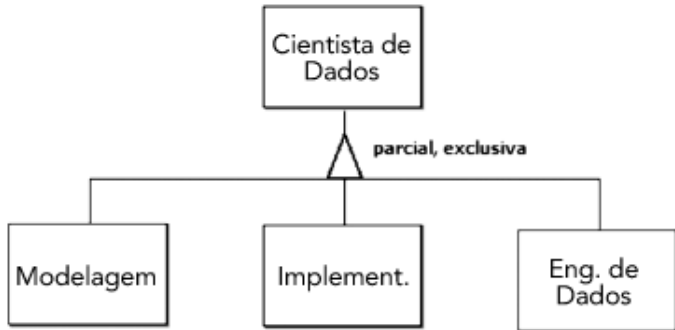 Cientista de
Dados
parcial, exclusiva
Modelagem
Implement.
Eng. de
Dados